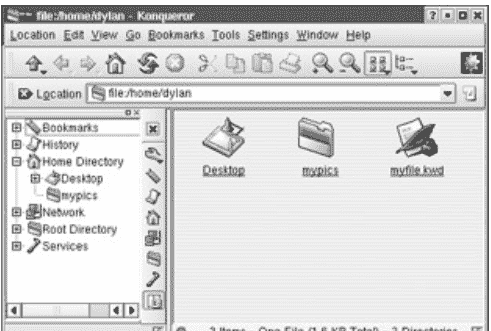 file:/home/dylan - Konqueror
Location Edit View Go Bookmarks Tools Settings Window Help
Location file:/home/dylan
Bookmarks
History
Home Directory
Desktop
mypics
Network
Root Directory
Services
Desktop mypics myfile.kwd
3 Items - One File (1.6 KB Total) - 2 Directories